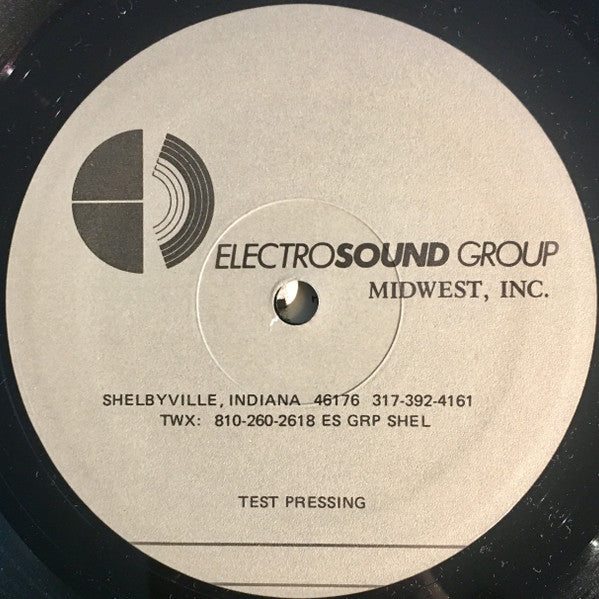 ELECTROSOUND GROUP
MIDWEST, INC.
SHELBYVILLE, INDIANA 46176 317-392-4161
TWX: 810-260-2618 ES GRP SHEL
TEST PRESSING